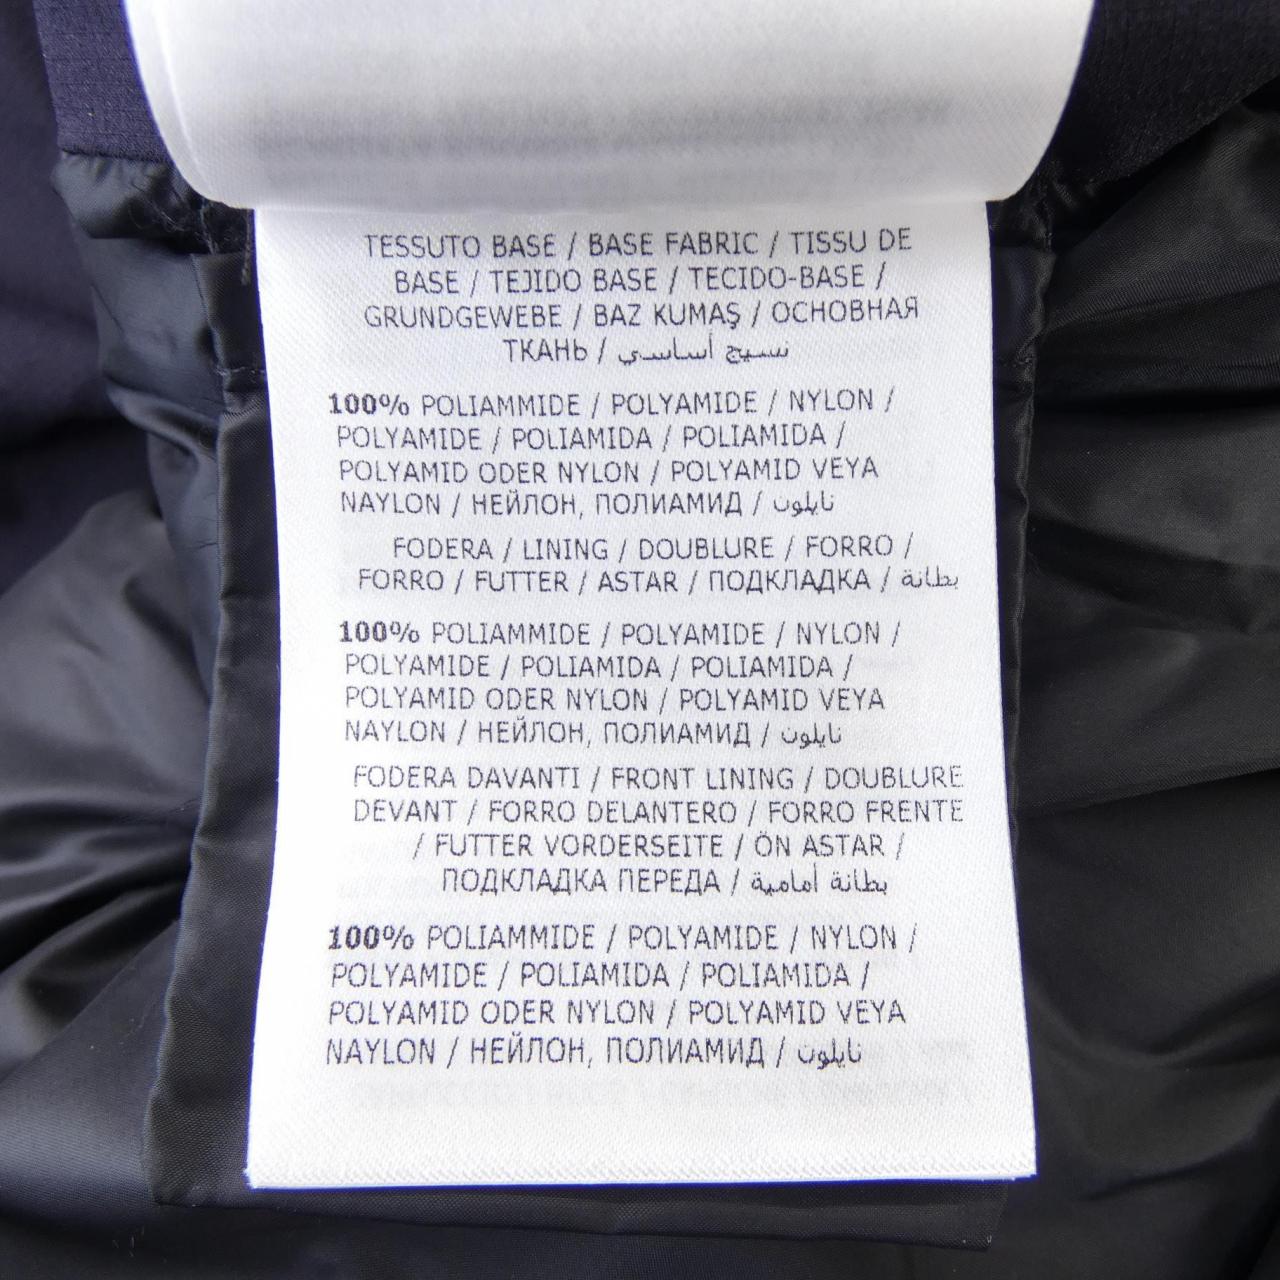 TESSUTO BASE / BASE FABRIC / TISSU DE
BASE / TEJIDO BASE / TECIDO-BASE /
GRUNDGEWEBE / BAZ KUMAŞ / ОСНОВНАЯ
ТКАНЬ / نسيج أساسي
100% POLIAMMIDE / POLYAMIDE / NYLON /
POLYAMIDE / POLIAMIDA / POLIAMIDA /
POLYAMID ODER NYLON / POLYAMID VEYA
NAYLON / НЕЙЛОН, ПОЛИАМИД / نايلون
FODERA / LINING / DOUBLURE / FORRO /
FORRO / FUTTER / ASTAR / ПОДКЛАДКА / بطانة
100% POLIAMMIDE / POLYAMIDE / NYLON /
POLYAMIDE / POLIAMIDA / POLIAMIDA /
POLYAMID ODER NYLON / POLYAMID VEYA
NAYLON / НЕЙЛОН, ПОЛИАМИД / نايلون
FODERA DAVANTI / FRONT LINING / DOUBLURE
DEVANT / FORRO DELANTERO / FORRO FRENTE
/ FUTTER VORDERSEITE / ÖN ASTAR /
ПОДКЛАДКА ПЕРЕДА / بطانة أمامية
100% POLIAMMIDE / POLYAMIDE / NYLON /
POLYAMIDE / POLIAMIDA / POLIAMIDA /
POLYAMID ODER NYLON / POLYAMID VEYA
NAYLON / НЕЙЛОН, ПОЛИАМИД / نايلون